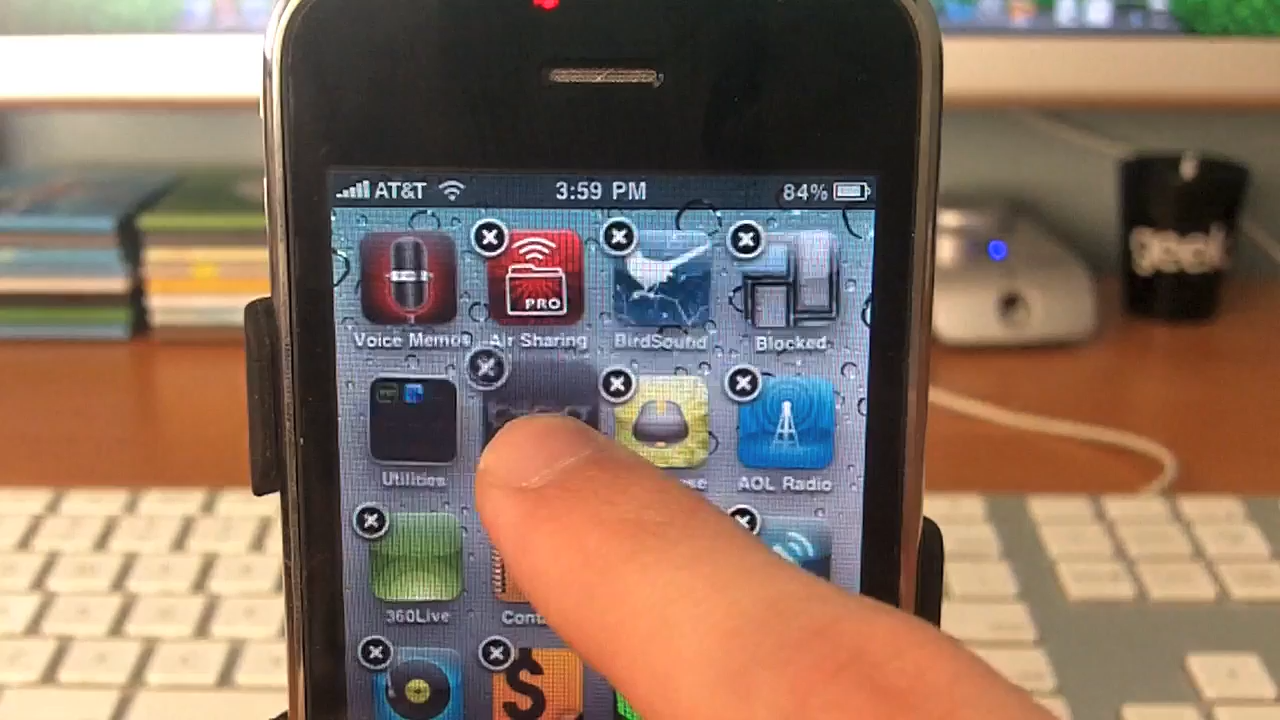 AT&T 3:59 PM 84%
geek
PRO
Voice Memos Air Sharing BirdSound Blocked
Utilities AOL Radio
360Live
S